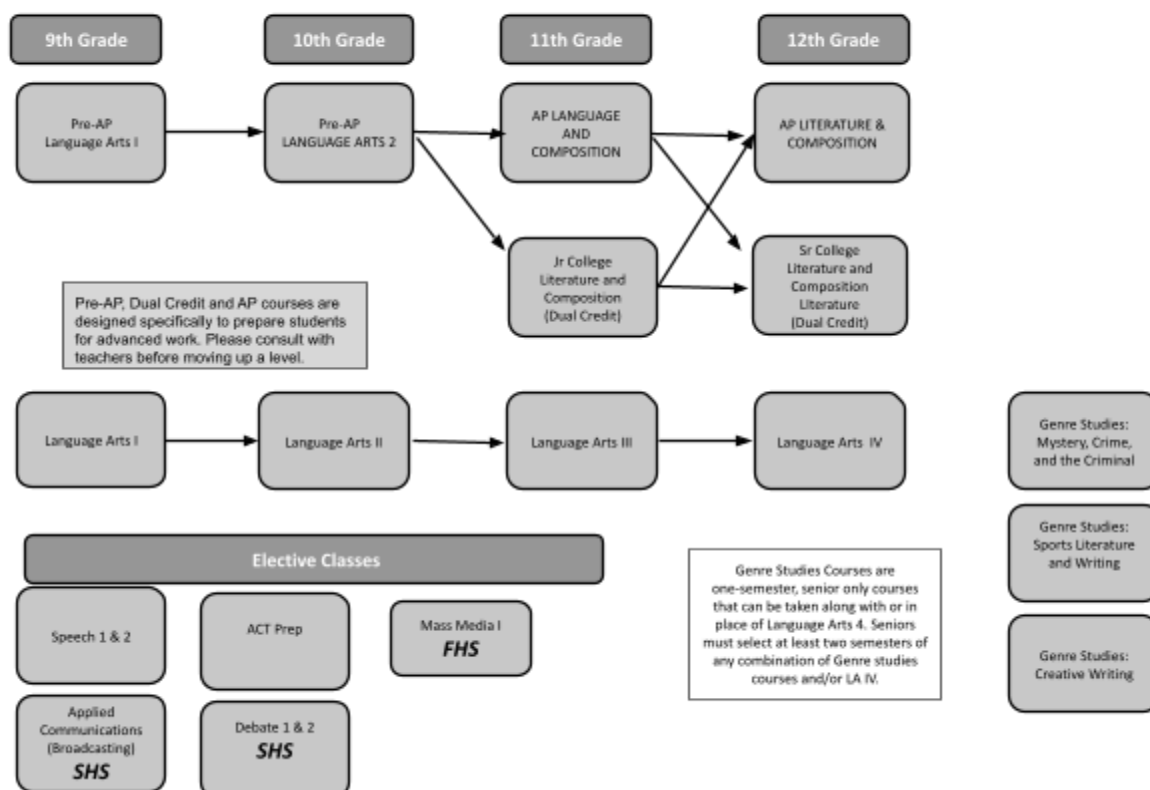 9th Grade
10th Grade
11th Grade
12th Grade
Pre-AP
Language Arts I
Pre-AP
LANGUAGE ARTS 2
AP LANGUAGE
AND
COMPOSITION
AP LITERATURE &
COMPOSITION
Jr College
Literature and
Composition
(Dual Credit)
Sr College
Literature and
Composition
Literature
(Dual Credit)
Pre-AP, Dual Credit and AP courses are
designed specifically to prepare students
for advanced work. Please consult with
teachers before moving up a level.
Language Arts I
Language Arts II
Language Arts III
Language Arts IV
Genre Studies:
Mystery, Crime,
and the Criminal
Genre Studies:
Sports Literature
and Writing
Genre Studies:
Creative Writing
Elective Classes
Speech 1 & 2
ACT Prep
Mass Media I
FHS
Applied
Communications
(Broadcasting)
SHS
Debate 1 & 2
SHS
Genre Studies Courses are
one-semester, senior only courses
that can be taken along with or in
place of Language Arts 4. Seniors
must select at least two semesters of
any combination of Genre studies
courses and/or LA IV.